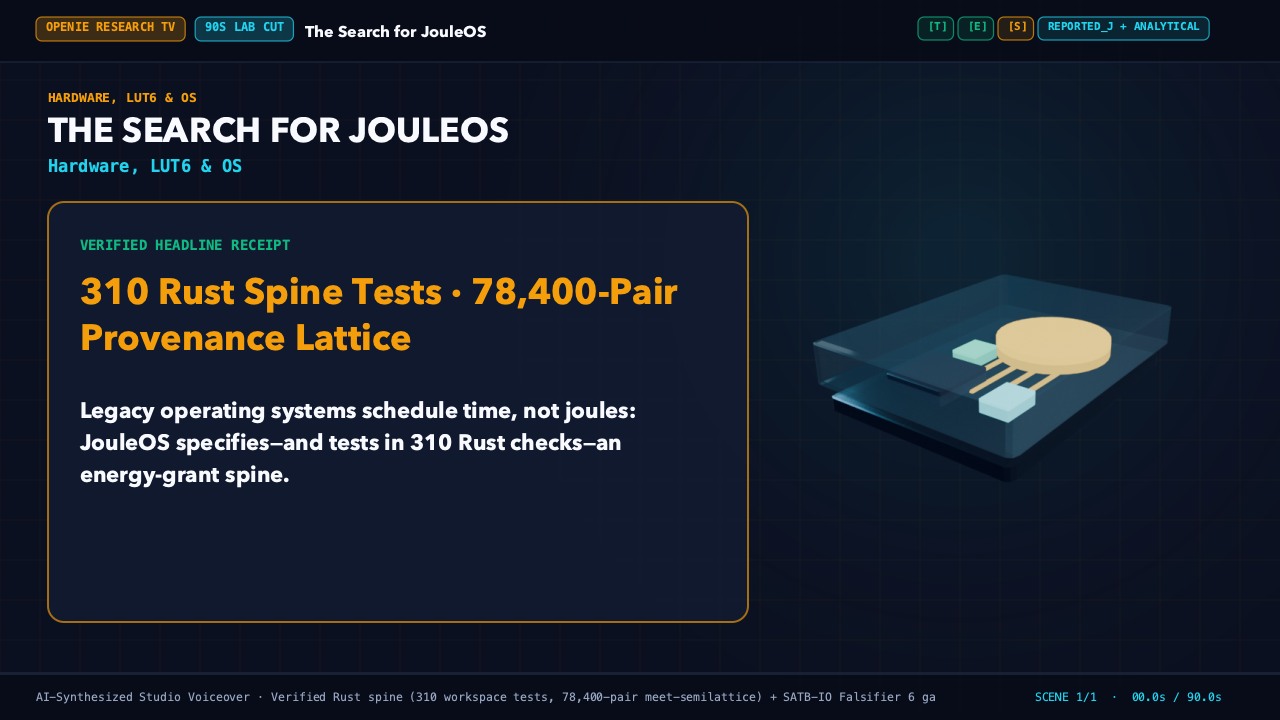 OPENIE RESEARCH TV 90S LAB CUT The Search for JouleOS [T] [E] [S] REPORTED_J + ANALYTICAL
HARDWARE, LUT6 & OS
THE SEARCH FOR JOULEOS
Hardware, LUT6 & OS
VERIFIED HEADLINE RECEIPT
310 Rust Spine Tests · 78,400-Pair
Provenance Lattice
Legacy operating systems schedule time, not joules:
JouleOS specifies—and tests in 310 Rust checks—an
energy-grant spine.
AI-Synthesized Studio Voiceover · Verified Rust spine (310 workspace tests, 78,400-pair meet-semilattice) + SATB-IO Falsifier 6 ga SCENE 1/1 · 00.0s / 90.0s